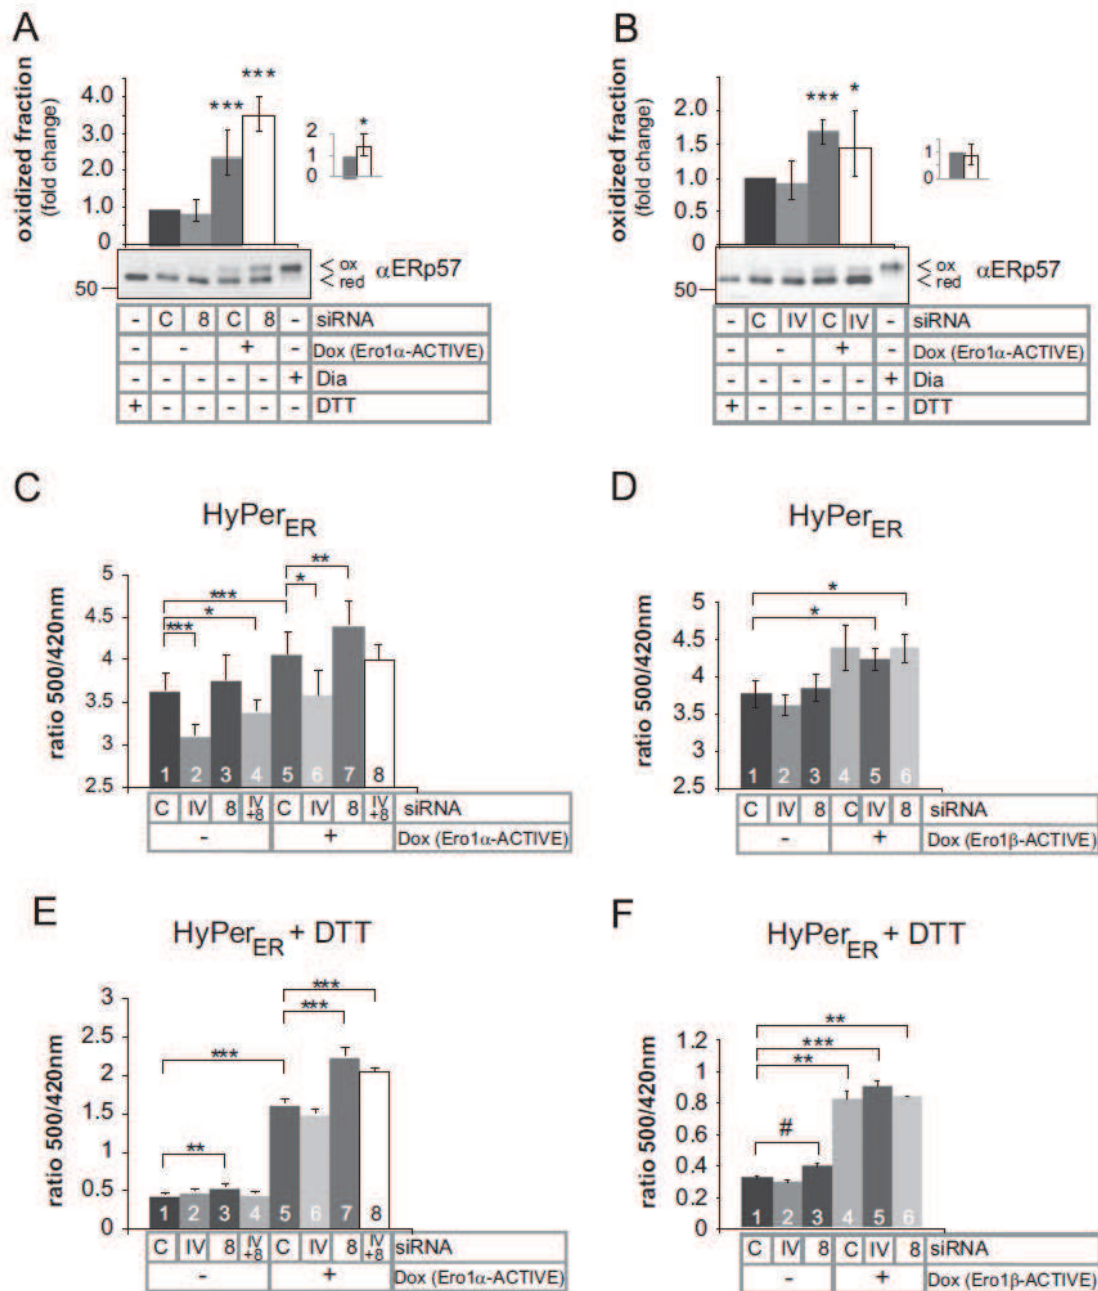 A
oxidized fraction
(fold change)
4.0
3.5
3.0
2.0
1.0
0
***
***
2
1
0
*
50
ox
red
αERp57
- C 8 C 8 - siRNA
- - + - Dox (Ero1α-ACTIVE)
- - - - - + Dia
+ - - - - - DTT
B
oxidized fraction
(fold change)
2.0
1.5
1.0
0.5
0
***
*
1
0
50
ox
red
αERp57
- C IV C IV - siRNA
- - + - Dox (Ero1α-ACTIVE)
- - - - - + Dia
+ - - - - - DTT
C
HyPerER
ratio 500/420nm
5
4.5
4
3.5
3
2.5
***
*
***
**
*
1 2 3 4 5 6 7 8
C IV 8 IV+8 C IV 8 IV+8 siRNA
- + Dox (Ero1α-ACTIVE)
D
HyPerER
ratio 500/420nm
5
4.5
4
3.5
3
2.5
*
*
1 2 3 4 5 6
C IV 8 C IV 8 siRNA
- + Dox (Ero1β-ACTIVE)
E
HyPerER + DTT
ratio 500/420nm
3
2.5
2
1.5
1
0.5
0
***
***
***
**
1 2 3 4 5 6 7 8
C IV 8 IV+8 C IV 8 IV+8 siRNA
- + Dox (Ero1α-ACTIVE)
F
HyPerER + DTT
ratio 500/420nm
1.2
1
0.8
0.6
0.4
0.2
0
**
***
**
#
1 2 3 4 5 6
C IV 8 C IV 8 siRNA
- + Dox (Ero1β-ACTIVE)